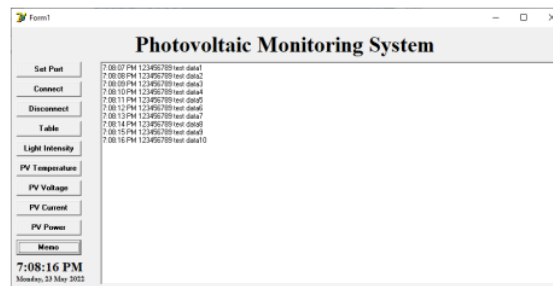 Form1
Photovoltaic Monitoring System
Set Port
Connect
Disconnect
Table
Light Intensity
PV Temperature
PV Voltage
PV Current
PV Power
Memo
7:08:16 PM
Monday, 23 May 2022
7:08:07 PM 123456789 test data1
7:08:08 PM 123456789 test data2
7:08:09 PM 123456789 test data3
7:08:10 PM 123456789 test data4
7:08:11 PM 123456789 test data5
7:08:12 PM 123456789 test data6
7:08:13 PM 123456789 test data7
7:08:14 PM 123456789 test data8
7:08:15 PM 123456789 test data9
7:08:16 PM 123456789 test data10